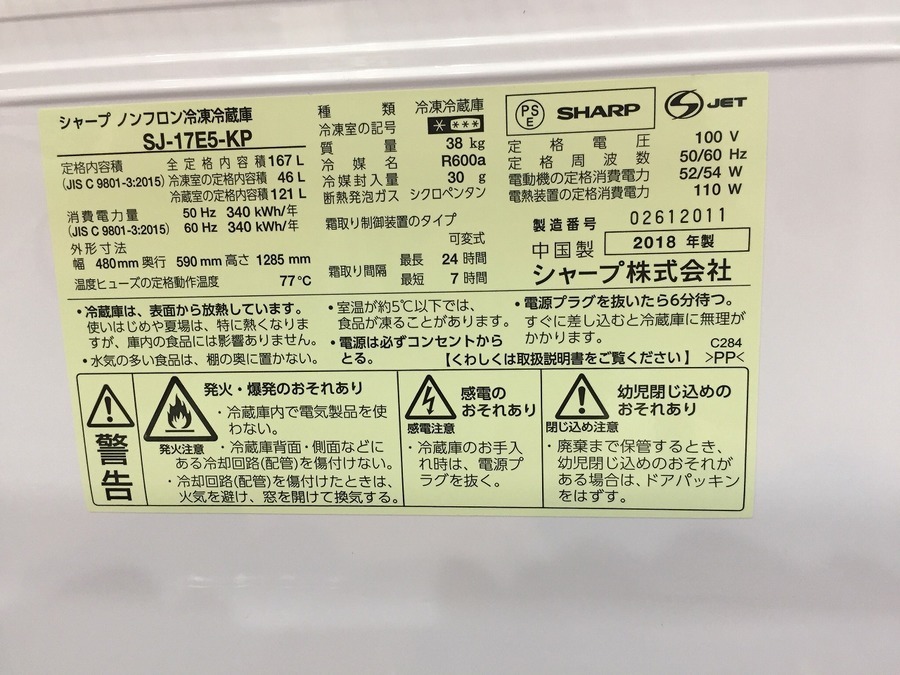 シャープ ノンフロン冷凍冷蔵庫
SJ-17E5-KP
定格内容積
(JIS C 9801-3:2015)
全定格内容積 167 L
冷凍室の定格内容積 46 L
冷蔵室の定格内容積 121 L
消費電力量
(JIS C 9801-3:2015)
50 Hz 340 kWh/年
60 Hz 340 kWh/年
外形寸法
幅 480mm 奥行 590 mm 高さ 1285 mm
温度ヒューズの定格動作温度 77℃
種類 冷凍冷蔵庫
冷凍室の記号 * ***
質量 38 kg
冷媒名 R600a
冷媒封入量 30 g
断熱発泡ガス シクロペンタン
霜取り制御装置のタイプ
可変式
霜取り間隔
最長 24 時間
最短 7 時間
PS
E
SHARP
S JET
定格電圧 100 V
定格周波数 50/60 Hz
電動機の定格消費電力 52/54 W
電熱装置の定格消費電力 110 W
製造番号 02612011
中国製 2018 年製
シャープ株式会社
・冷蔵庫は、表面から放熱しています。
使いはじめや夏場は、特に熱くなりま
すが、庫内の食品には影響ありません。
・水気の多い食品は、棚の奥に置かない。
・室温が約5℃以下では、
食品が凍ることがあります。
・電源は必ずコンセントから
とる。
・電源プラグを抜いたら6分待つ。
すぐに差し込むと冷蔵庫に無理が
かかります。
C284
【くわしくは取扱説明書をご覧ください】 >PP<
警告
発火注意
発火・爆発のおそれあり
・冷蔵庫内で電気製品を使
わない。
・冷蔵庫背面・側面などに
ある冷却回路(配管)を傷付けない。
・冷却回路(配管)を傷付けたときは、
火気を避け、窓を開けて換気する。
感電注意
感電の
おそれあり
・冷蔵庫のお手入
れ時は、電源プ
ラグを抜く。
閉じ込め注意
幼児閉じ込めの
おそれあり
・廃棄まで保管するとき、
幼児閉じ込めのおそれが
ある場合は、ドアパッキン
をはずす。